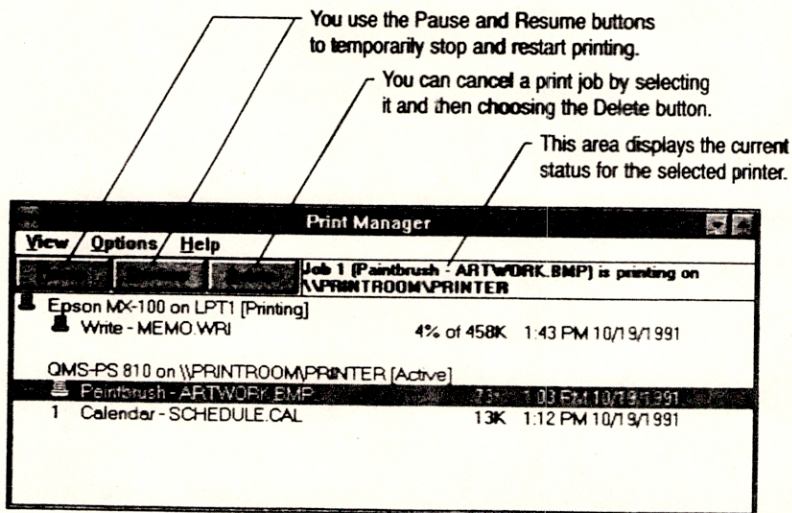 You use the Pause and Resume buttons
to temporarily stop and restart printing.
You can cancel a print job by selecting
it and then choosing the Delete button.
This area displays the current
status for the selected printer.
Print Manager
View Options Help
Job 1 (Paintbrush - ARTWORK.BMP) is printing on
\\PRINTROOM\PRINTER
Epson MX-100 on LPT1 [Printing]
Write - MEMO.WRI 4% of 458K 1:43 PM 10/19/1991
QMS-PS 810 on \\PRINTROOM\PRINTER [Active]
Paintbrush - ARTWORK.BMP 1:03 PM 10/19/1991
1 Calendar - SCHEDULE.CAL 13K 1:12 PM 10/19/1991